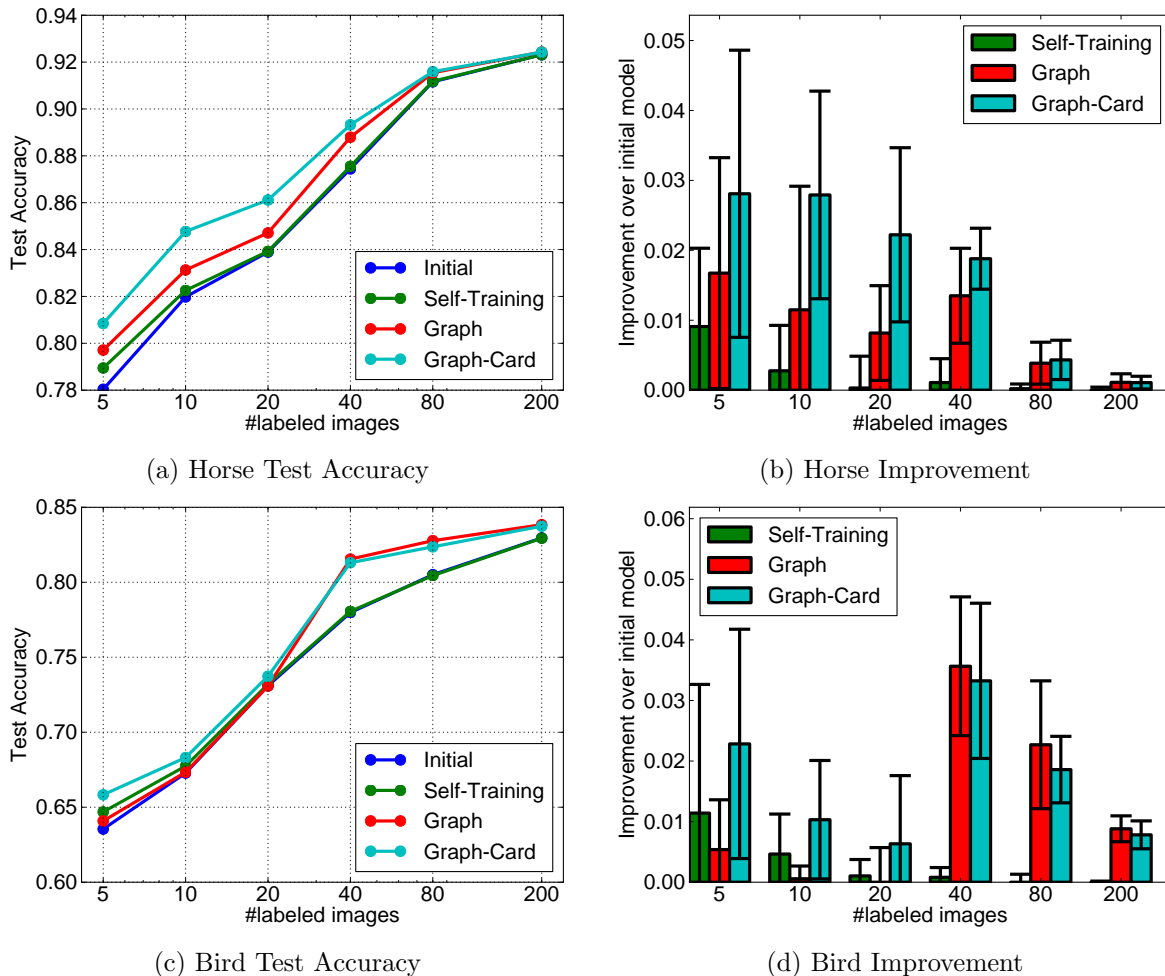 0.94
0.92
0.90
0.88
0.86
0.84
0.82
0.80
0.78
Test Accuracy
5 10 20 40 80 200
#labeled images
Initial
Self-Training
Graph
Graph-Card
(a) Horse Test Accuracy
0.05
0.04
0.03
0.02
0.01
0.00
Improvement over initial model
5 10 20 40 80 200
#labeled images
Self-Training
Graph
Graph-Card
(b) Horse Improvement
0.85
0.80
0.75
0.70
0.65
0.60
Test Accuracy
5 10 20 40 80 200
#labeled images
Initial
Self-Training
Graph
Graph-Card
(c) Bird Test Accuracy
0.06
0.05
0.04
0.03
0.02
0.01
0.00
Improvement over initial model
5 10 20 40 80 200
#labeled images
Self-Training
Graph
Graph-Card
(d) Bird Improvement